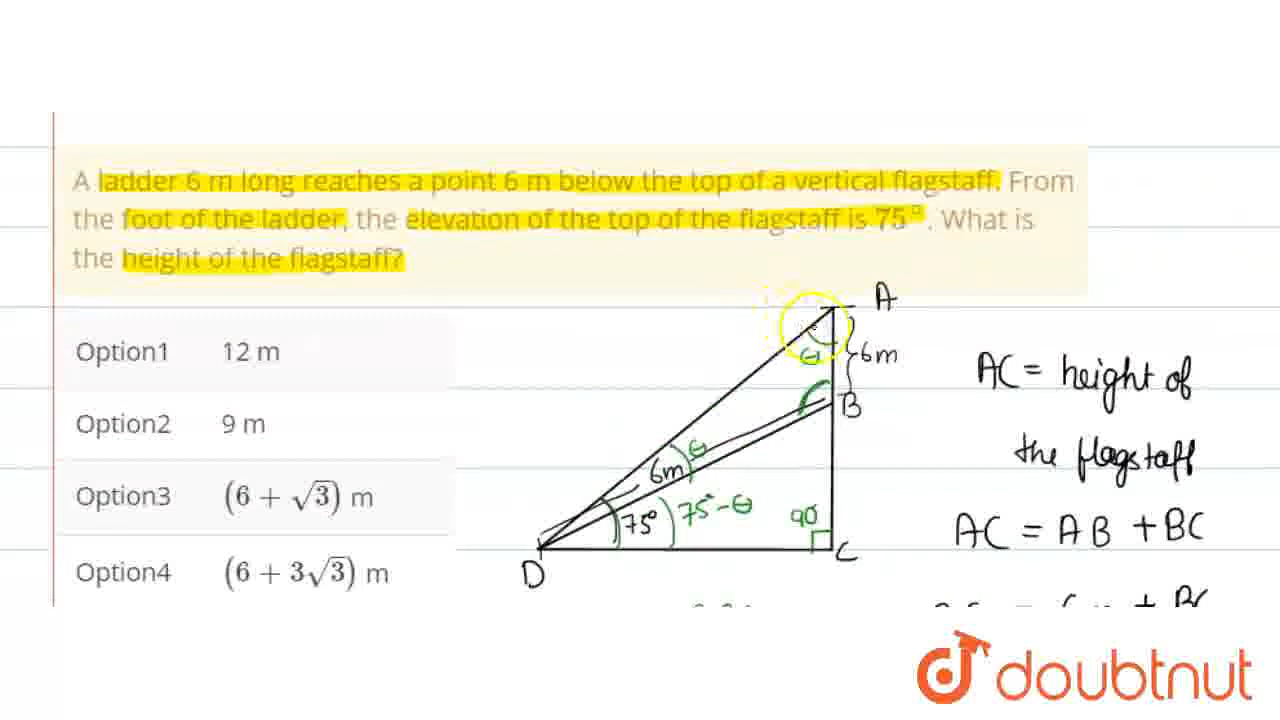 A ladder 6 m long reaches a point 6 m below the top of a vertical flagstaff. From
the foot of the ladder, the elevation of the top of the flagstaff is 75°. What is
the height of the flagstaff?
Option1 12 m
Option2 9 m
Option3 (6 + √3) m
Option4 (6 + 3√3) m
A
θ
6m
B
θ
6m
75°
75°-θ
90
D
C
AC = height of
the flagstaff
AC = AB + BC
doubtnut